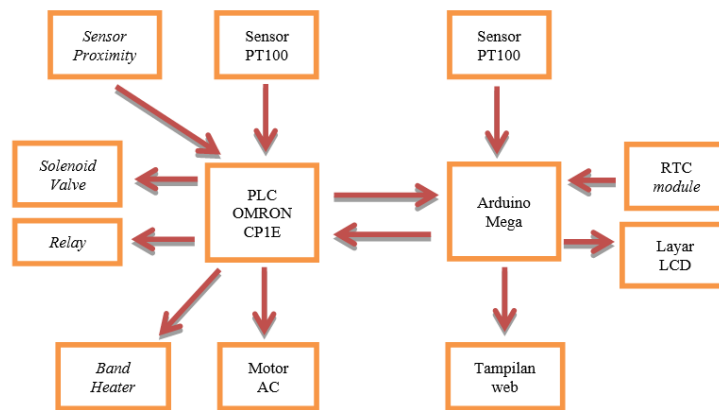 Sensor
Proximity
Sensor
PT100
Sensor
PT100
Solenoid
Valve
PLC
OMRON
CP1E
Arduino
Mega
RTC
module
Relay
Layar
LCD
Band
Heater
Motor
AC
Tampilan
web